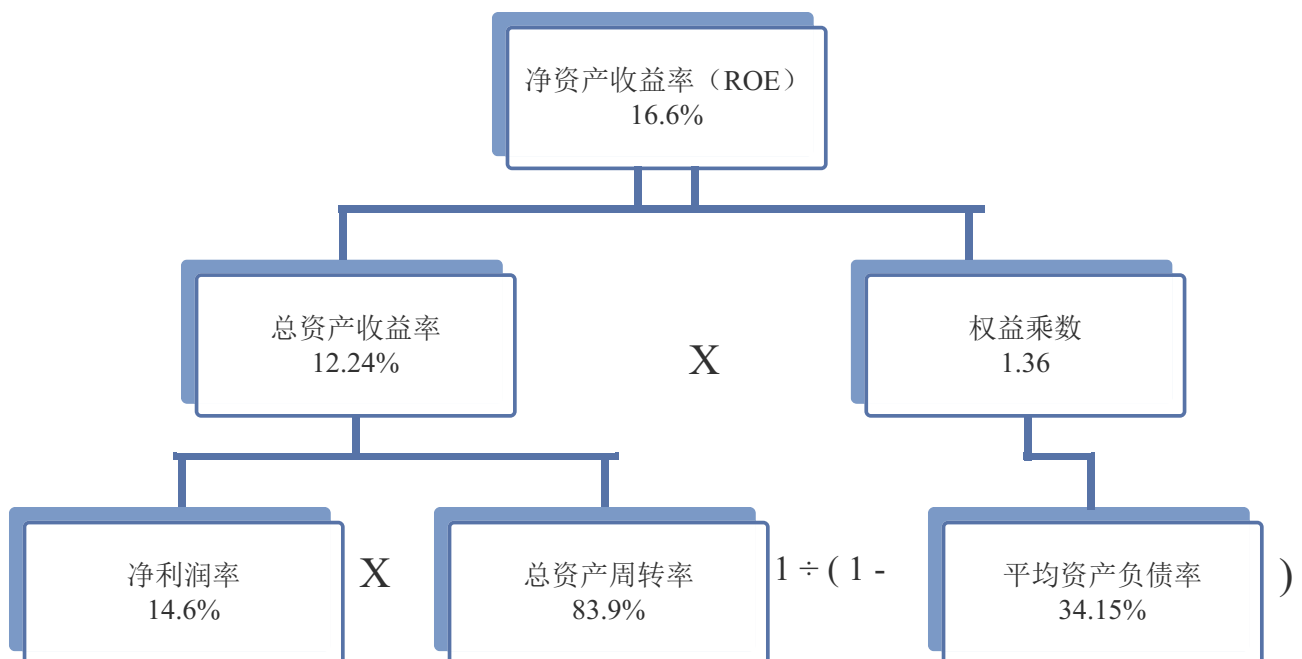 净资产收益率（ROE）
16.6%
总资产收益率
12.24%
X
权益乘数
1.36
净利润率
14.6%
X
总资产周转率
83.9%
1 ÷ ( 1 -
平均资产负债率
34.15%
)